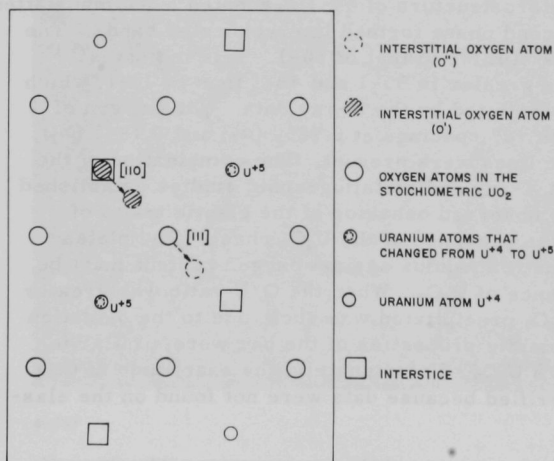 [110]
U+5
[111]
U+5
INTERSTITIAL OXYGEN ATOM
(O")
INTERSTITIAL OXYGEN ATOM
(O')
OXYGEN ATOMS IN THE
STOICHIOMETRIC UO2
URANIUM ATOMS THAT
CHANGED FROM U+4 TO U+5
URANIUM ATOM U+4
INTERSTICE